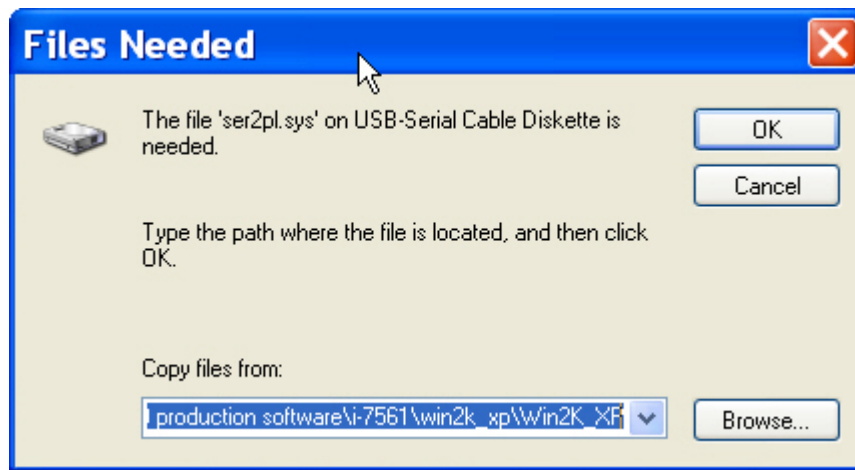 Files Needed
The file 'ser2pl.sys' on USB-Serial Cable Diskette is
needed.
OK
Cancel
Type the path where the file is located, and then click
OK.
Copy files from:
production software\i-7561\win2k_xp\Win2K_XP
Browse...